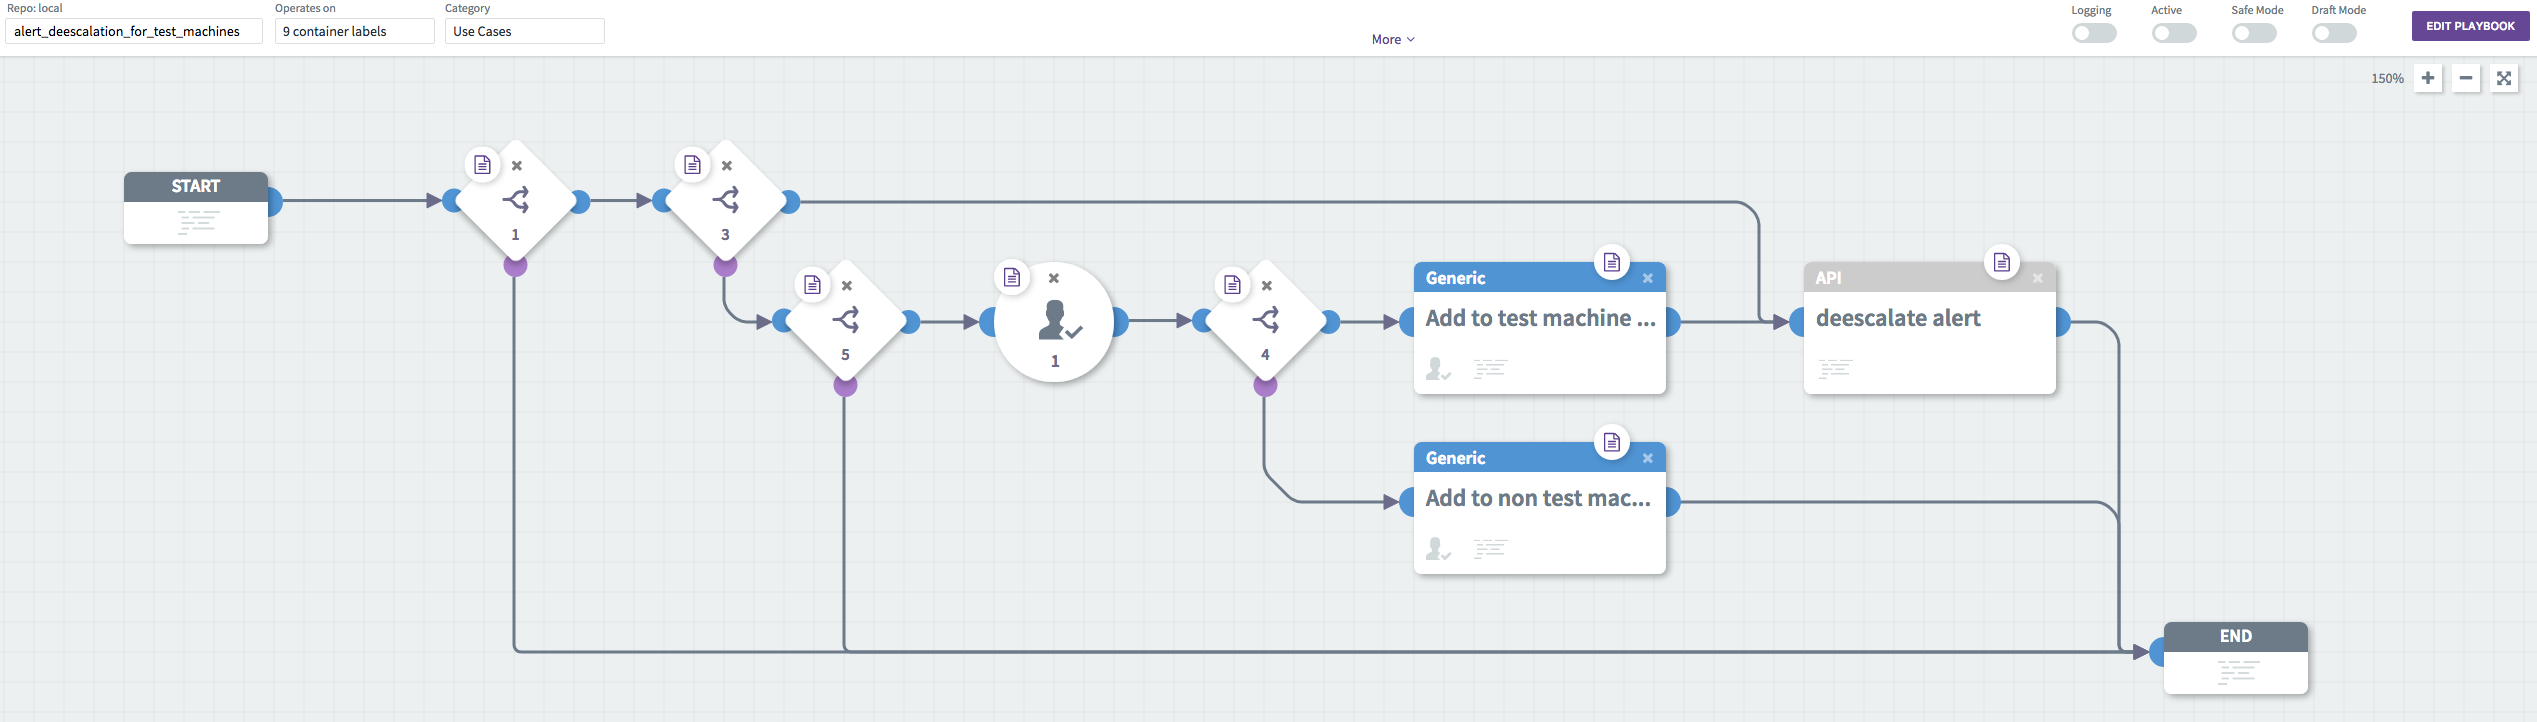 Repo: local
Operates on
Category
Logging
Active
Safe Mode
Draft Mode
alert_deescalation_for_test_machines
9 container labels
Use Cases
More
EDIT PLAYBOOK
150%
START
1
3
5
1
4
Generic
Add to test machine ...
API
deescalate alert
Generic
Add to non test mac...
END